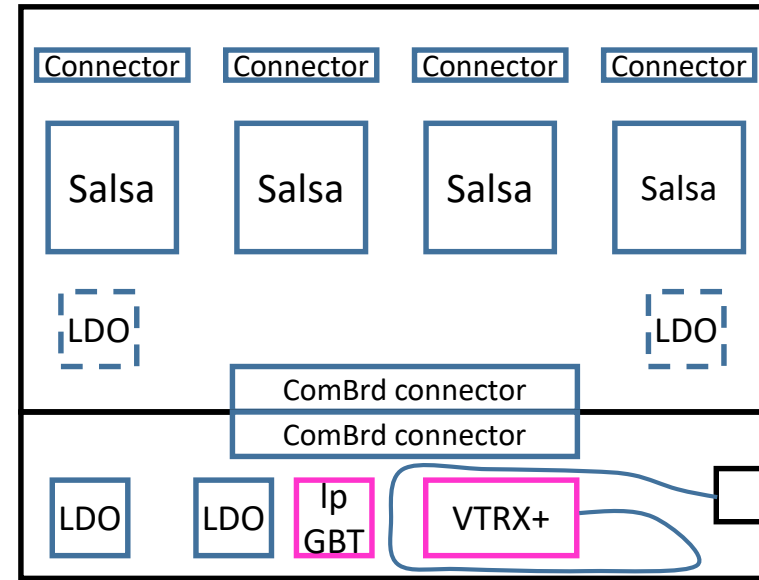 Connector Connector Connector Connector
Salsa Salsa Salsa Salsa
LDO LDO
ComBrd connector
ComBrd connector
LDO LDO lp GBT VTRX+